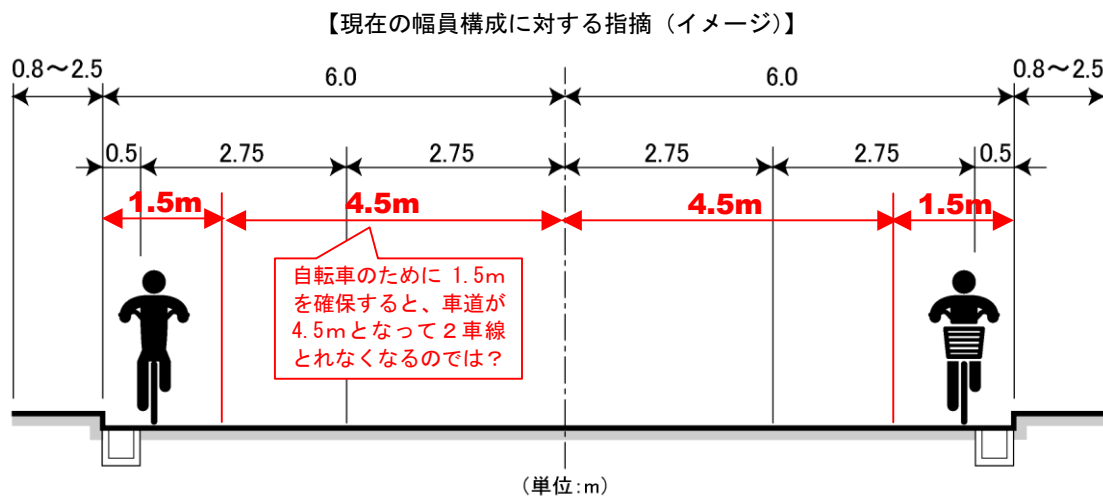 【現在の幅員構成に対する指摘（イメージ）】
0.8～2.5
6.0
6.0
0.8～2.5
0.5
2.75
2.75
2.75
2.75
0.5
1.5m
4.5m
4.5m
1.5m
自転車のために 1.5m
を確保すると、車道が
4.5mとなって２車線
とれなくなるのでは？
（単位:m）